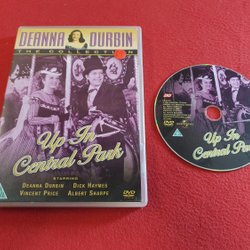 DEANNA DURBIN
THE COLLECTION
Up In
Central Park
STARRING
DEANNA DURBIN DICK HAYMES
VINCENT PRICE ALBERT SHARPE
DVD
Up In
Central Park